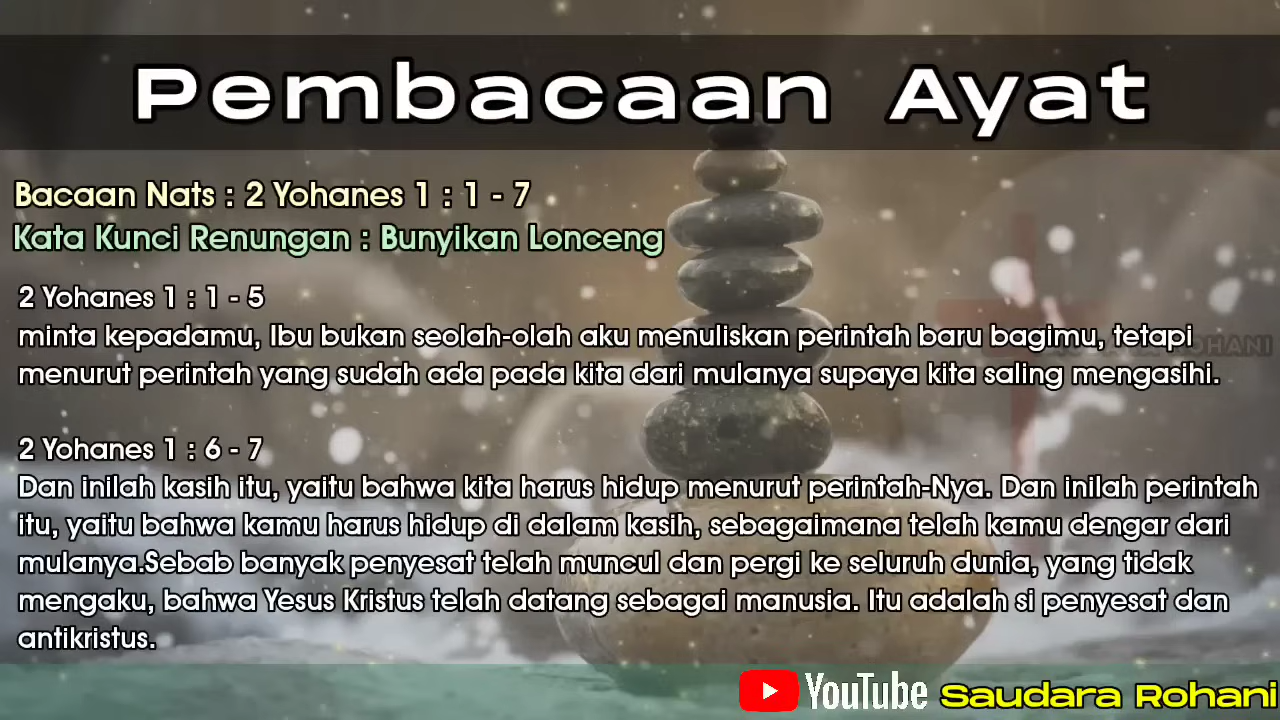 Pembacaan Ayat
Bacaan Nats : 2 Yohanes 1 : 1 - 7
Kata Kunci Renungan : Bunyikan Lonceng
2 Yohanes 1 : 1 - 5
minta kepadamu, Ibu bukan seolah-olah aku menuliskan perintah baru bagimu, tetapi
menurut perintah yang sudah ada pada kita dari mulanya supaya kita saling mengasihi.
2 Yohanes 1 : 6 - 7
Dan inilah kasih itu, yaitu bahwa kita harus hidup menurut perintah-Nya. Dan inilah perintah
itu, yaitu bahwa kamu harus hidup di dalam kasih, sebagaimana telah kamu dengar dari
mulanya.Sebab banyak penyesat telah muncul dan pergi ke seluruh dunia, yang tidak
mengaku, bahwa Yesus Kristus telah datang sebagai manusia. Itu adalah si penyesat dan
antikristus.
YouTube Saudara Rohani